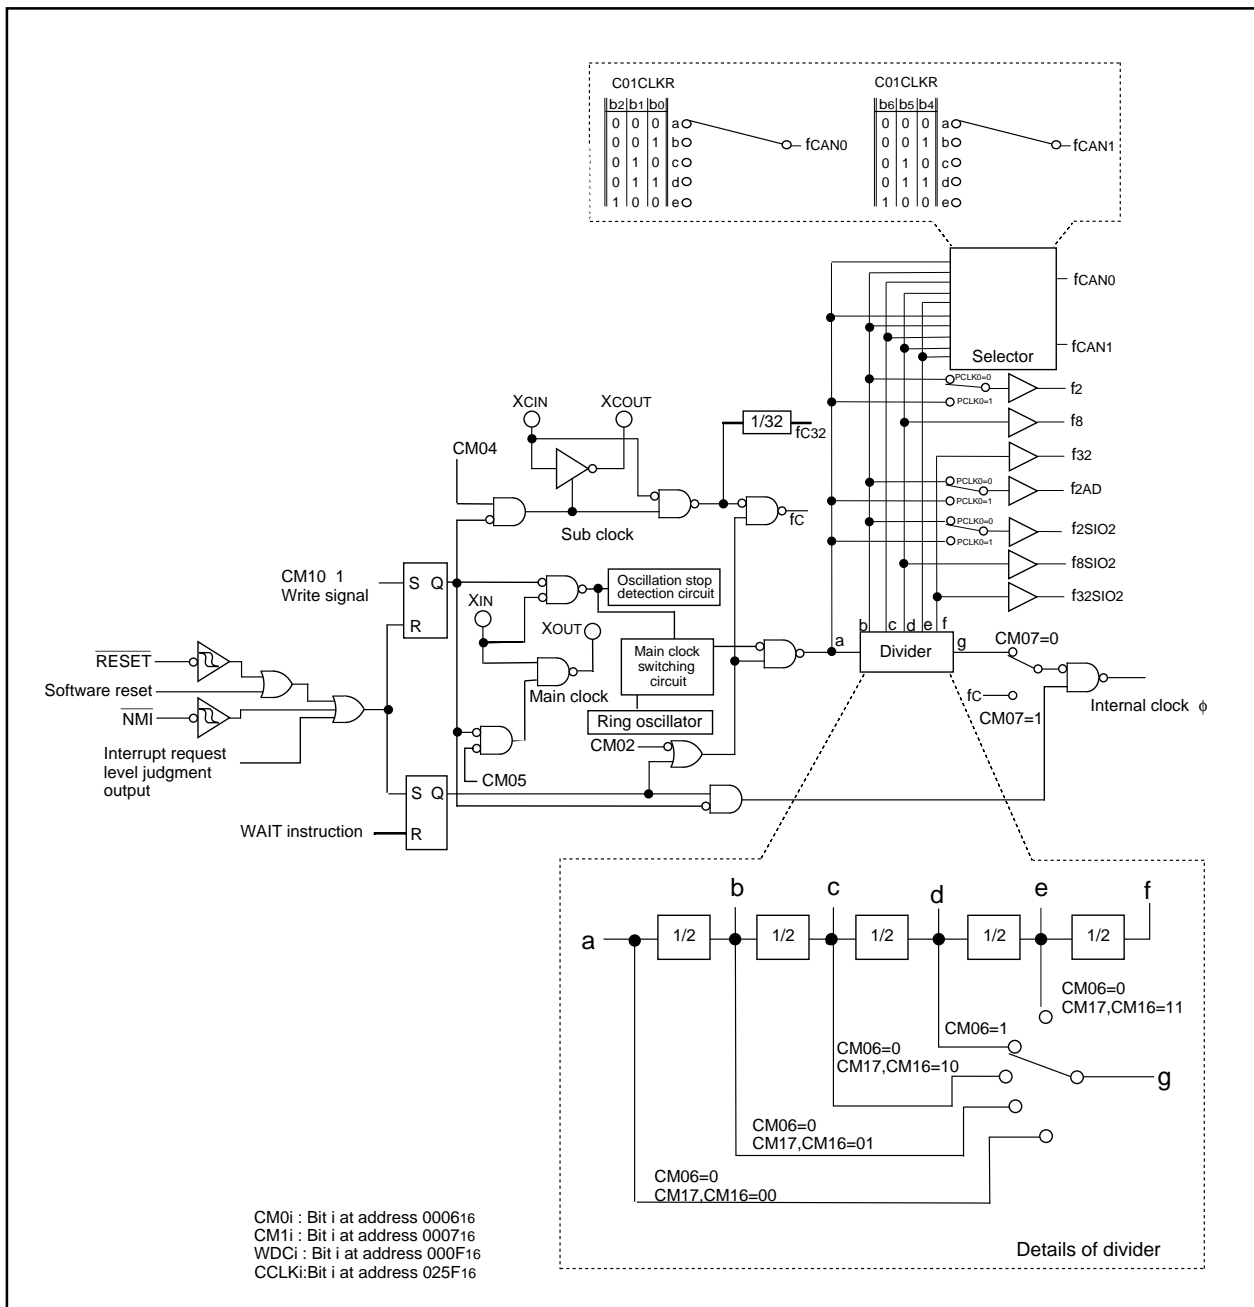 C01CLKR
b2 b1 b0
0 0 0 a
0 0 1 b
0 1 0 c
0 1 1 d
1 0 0 e
fCAN0
C01CLKR
b6 b5 b4
0 0 0 a
0 0 1 b
0 1 0 c
0 1 1 d
1 0 0 e
fCAN1
fCAN0
fCAN1
Selector
PCLK0=0
PCLK0=1
f2
f8
f32
PCLK0=0
PCLK0=1
f2AD
PCLK0=0
PCLK0=1
f2SIO2
f8SIO2
f32SIO2
XCIN
XCOUT
1/32
fC32
CM04
Sub clock
fC
CM10 1
Write signal
S Q
R
Oscillation stop
detection circuit
XIN
XOUT
Main clock
switching
circuit
Main clock
Ring oscillator
RESET
Software reset
NMI
Interrupt request
level judgment
output
CM02
CM05
S Q
R
WAIT instruction
a
b c d e f
Divider
g
CM07=0
fC
CM07=1
Internal clock ϕ
a
b
c
d
e
f
1/2
1/2
1/2
1/2
1/2
CM06=0
CM17,CM16=11
CM06=1
CM06=0
CM17,CM16=10
g
CM06=0
CM17,CM16=01
CM06=0
CM17,CM16=00
Details of divider
CM0i : Bit i at address 000616
CM1i : Bit i at address 000716
WDCi : Bit i at address 000F16
CCLKi:Bit i at address 025F16